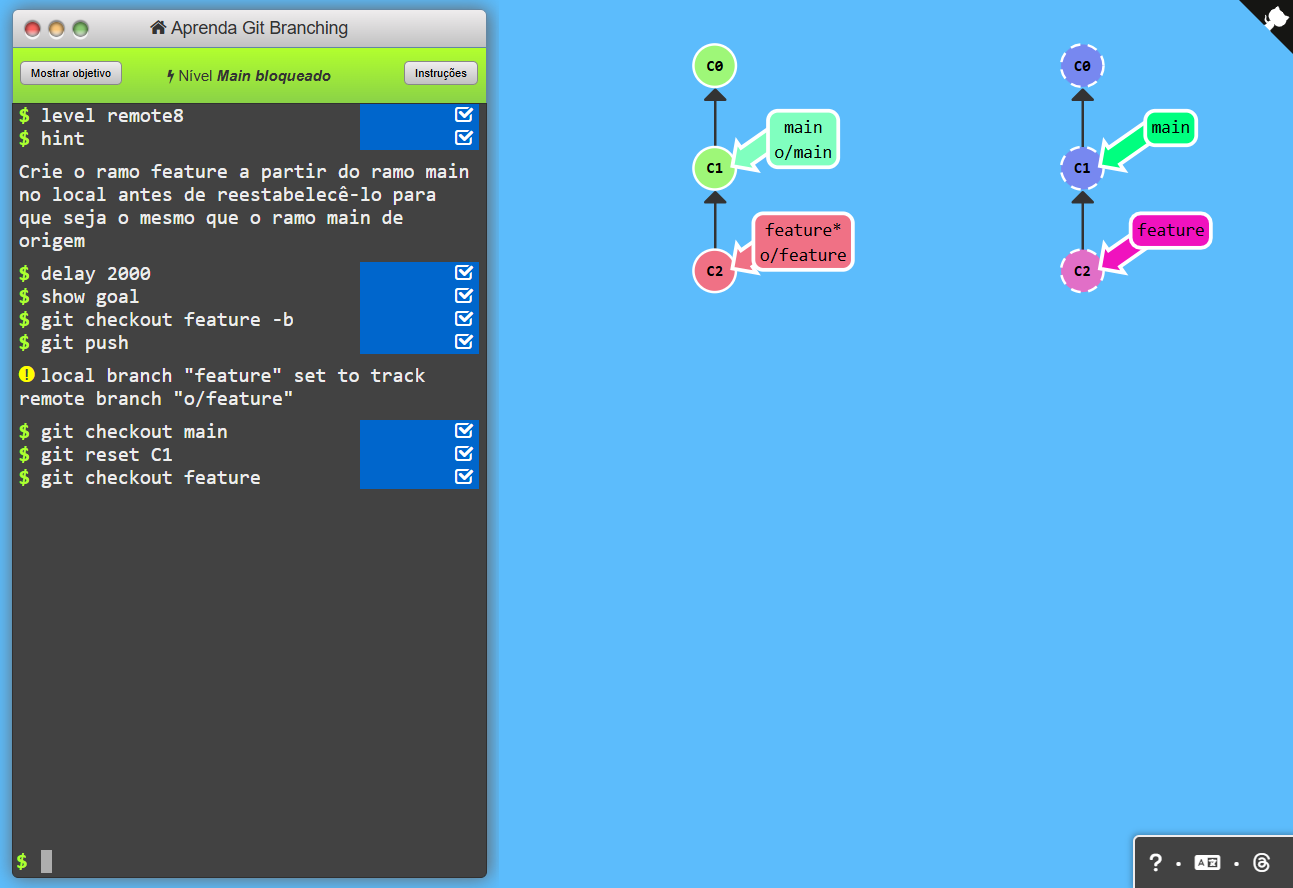 Aprenda Git Branching
Mostrar objetivo
Nível Main bloqueado
Instruções
$ level remote8
$ hint
Crie o ramo feature a partir do ramo main
no local antes de reestabelecê-lo para
que seja o mesmo que o ramo main de
origem
$ delay 2000
$ show goal
$ git checkout feature -b
$ git push
! local branch "feature" set to track
remote branch "o/feature"
$ git checkout main
$ git reset C1
$ git checkout feature
$
C0
main
o/main
C1
feature*
o/feature
C2
C0
main
C1
feature
C2
?